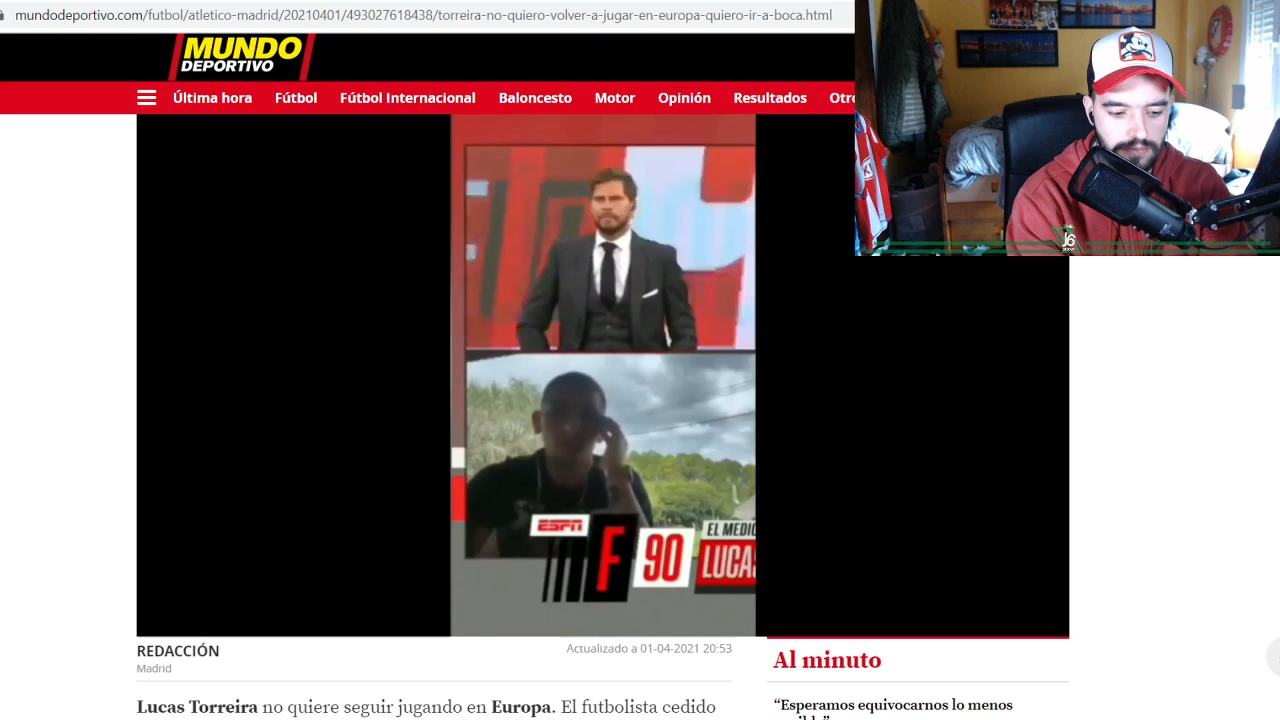 mundodeportivo.com/futbol/atletico-madrid/20210401/493027618438/torreira-no-quiero-volver-a-jugar-en-europa-quiero-ir-a-boca.html
MUNDO
DEPORTIVO
Última hora Fútbol Fútbol Internacional Baloncesto Motor Opinión Resultados
J6
ESPN
F 90
EL
LUCAS
REDACCIÓN
Actualizado a 01-04-2021 20:53
Madrid
Lucas Torreira no quiere seguir jugando en Europa. El futbolista cedido
Al minuto
“Esperamos equivocarnos lo menos